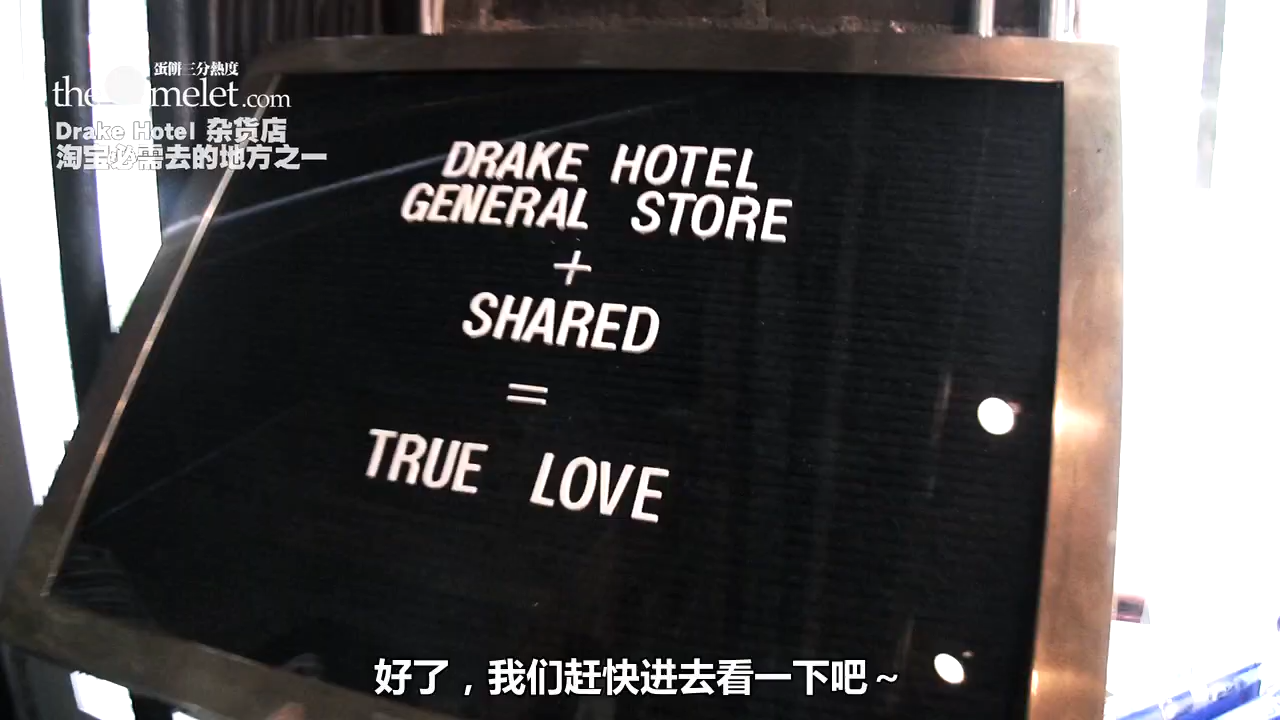 蛋餅三分熱度
the melet.com
Drake Hotel 杂货店
淘宝必需去的地方之一
DRAKE HOTEL
GENERAL STORE
+
SHARED
=
TRUE LOVE
好了，我们赶快进去看一下吧～